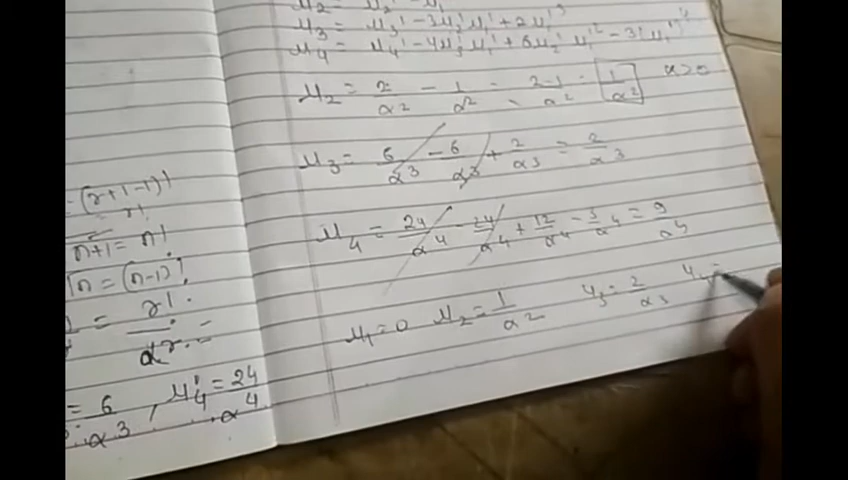 = (r+1-1)!
r!
√n+1 = n!
√n = (n-1)!
= r! / αr. =
= 6 / α3 , μ'4 = 24 / α4
μ3 = μ3' - 3μ2'μ1' + 2μ1'3
μ4 = μ4' - 4μ3'μ1' + 6μ2'μ1'2 - 3μ1'4
μ2 = 2/α2 - 1/α2 = 2-1/α2 = 1/α2 α>0
μ3 = 6/α3 - 6/α3 + 2/α3 = 2/α3
μ4 = 24/α4 - 24/α4 + 12/α4 - 3/α4 = 9/α4
μ1=0 μ2 = 1/α2 μ3 = 2/α3 μ4=